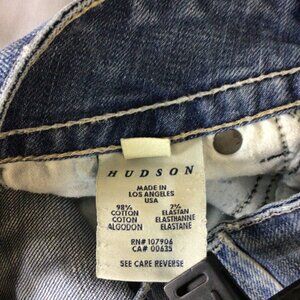 HUDSON
MADE IN
LOS ANGELES
USA
98% 2%
COTTON ELASTAN
COTON ELASTHANNE
ALGODON ELASTANE
RN# 107906
CA# 00635
SEE CARE REVERSE